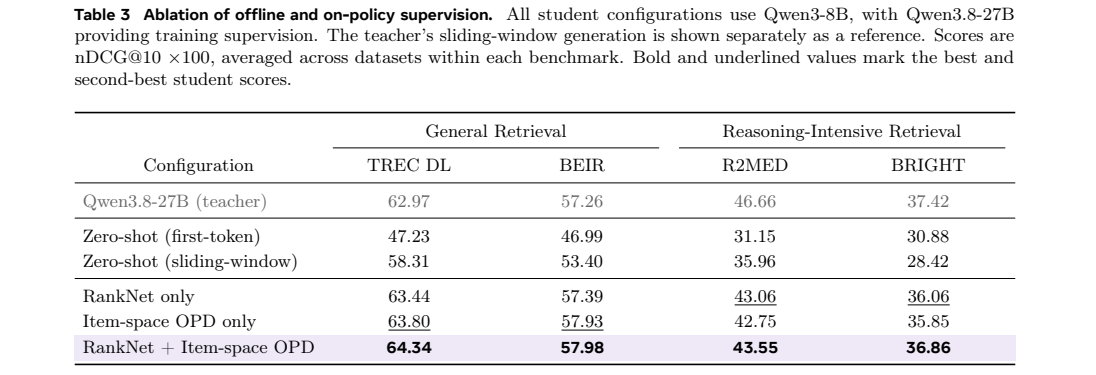 Table 3 Ablation of offline and on-policy supervision. All student configurations use Qwen3-8B, with Qwen3.8-27B
providing training supervision. The teacher's sliding-window generation is shown separately as a reference. Scores are
nDCG@10 ×100, averaged across datasets within each benchmark. Bold and underlined values mark the best and
second-best student scores.
General Retrieval Reasoning-Intensive Retrieval
Configuration TREC DL BEIR R2MED BRIGHT
Qwen3.8-27B (teacher) 62.97 57.26 46.66 37.42
Zero-shot (first-token) 47.23 46.99 31.15 30.88
Zero-shot (sliding-window) 58.31 53.40 35.96 28.42
RankNet only 63.44 57.39 43.06 36.06
Item-space OPD only 63.80 57.93 42.75 35.85
RankNet + Item-space OPD 64.34 57.98 43.55 36.86